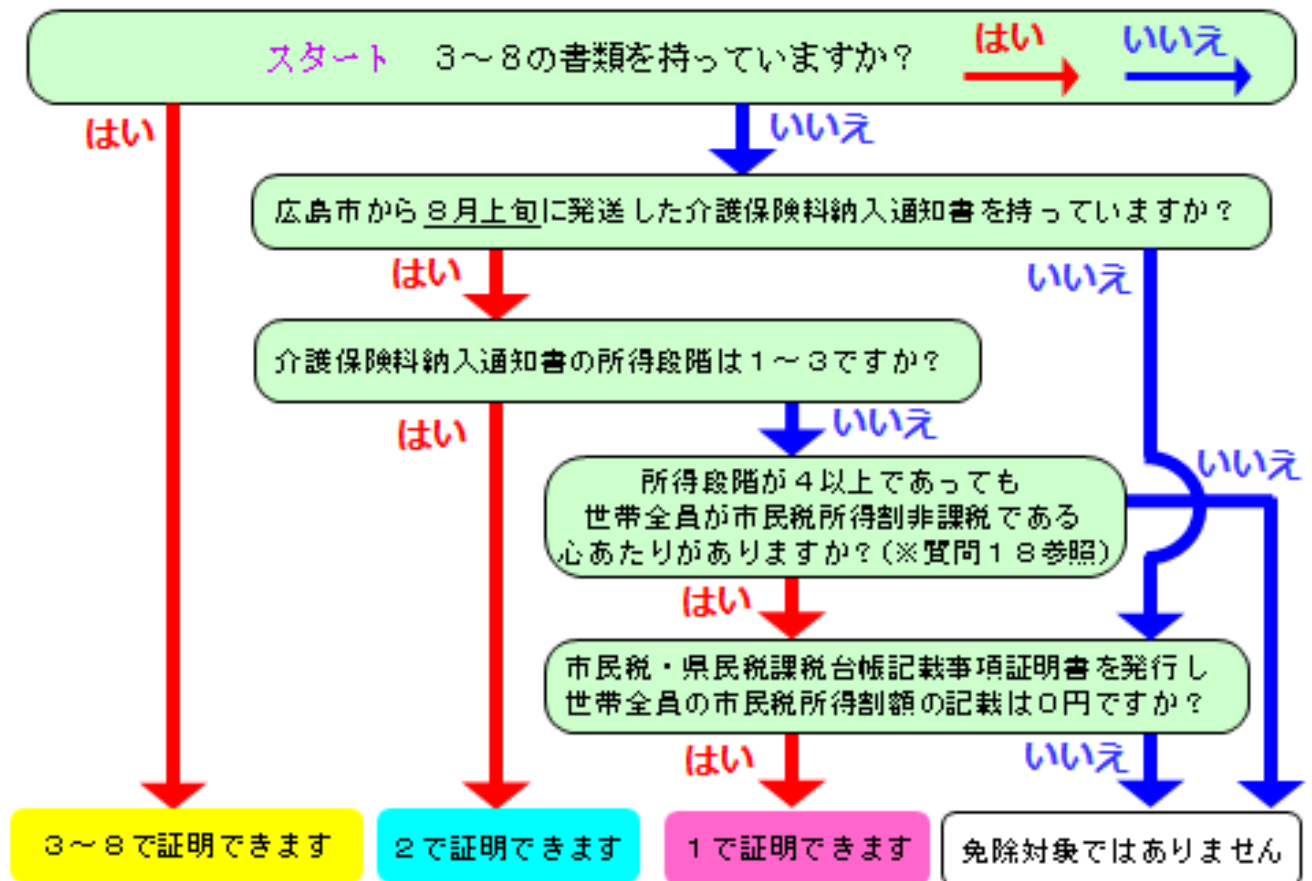 スタート　3～8の書類を持っていますか？
はい
いいえ
はい
いいえ
広島市から8月上旬に発送した介護保険料納入通知書を持っていますか？
はい
いいえ
介護保険料納入通知書の所得段階は1～3ですか？
はい
いいえ
いいえ
所得段階が4以上であっても
世帯全員が市民税所得割非課税である
心あたりがありますか？(※質問18参照)
はい
市民税・県民税課税台帳記載事項証明書を発行し
世帯全員の市民税所得割額の記載は0円ですか？
はい
いいえ
3～8で証明できます
2で証明できます
1で証明できます
免除対象ではありません